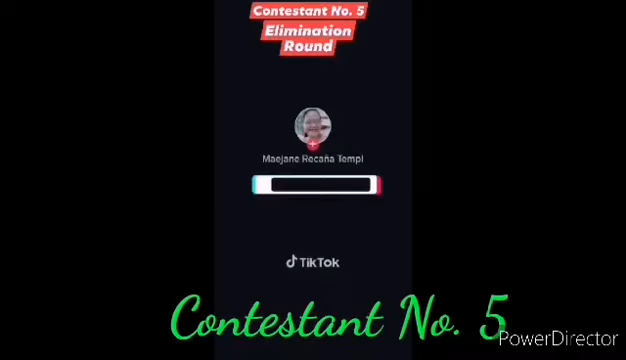 Contestant No. 5
Elimination
Round
Maejane Recaña Templ
TikTok
Contestant No. 5
PowerDirector